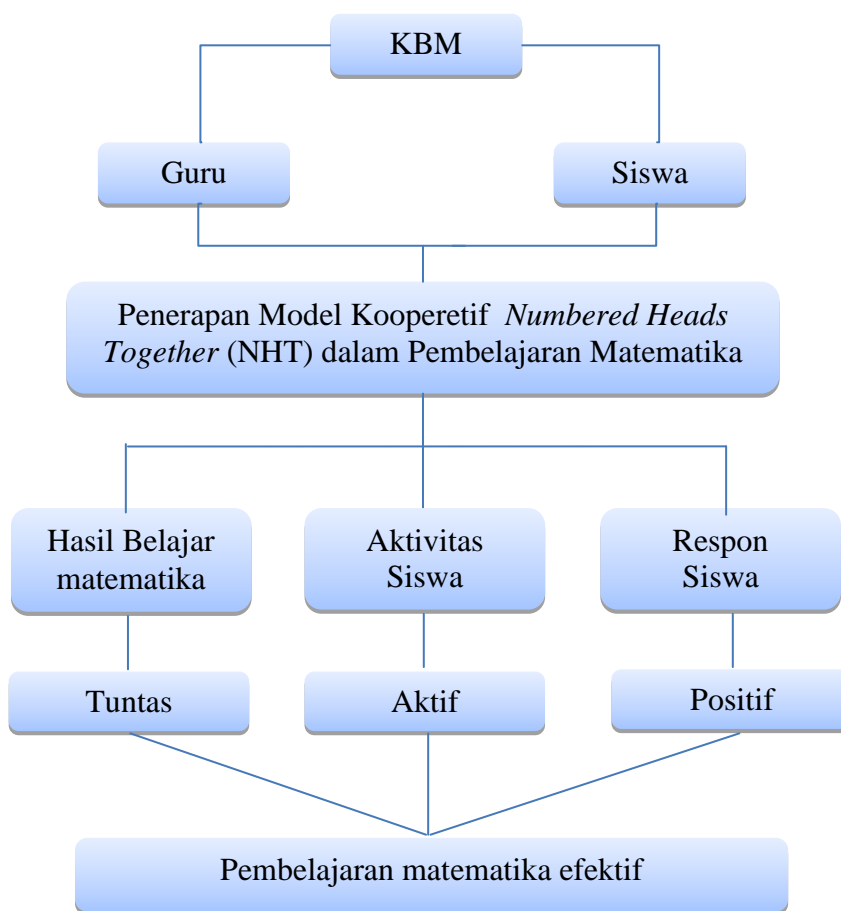 KBM
Guru
Siswa
Penerapan Model Kooperetif Numbered Heads
Together (NHT) dalam Pembelajaran Matematika
Hasil Belajar
matematika
Aktivitas
Siswa
Respon
Siswa
Tuntas
Aktif
Positif
Pembelajaran matematika efektif